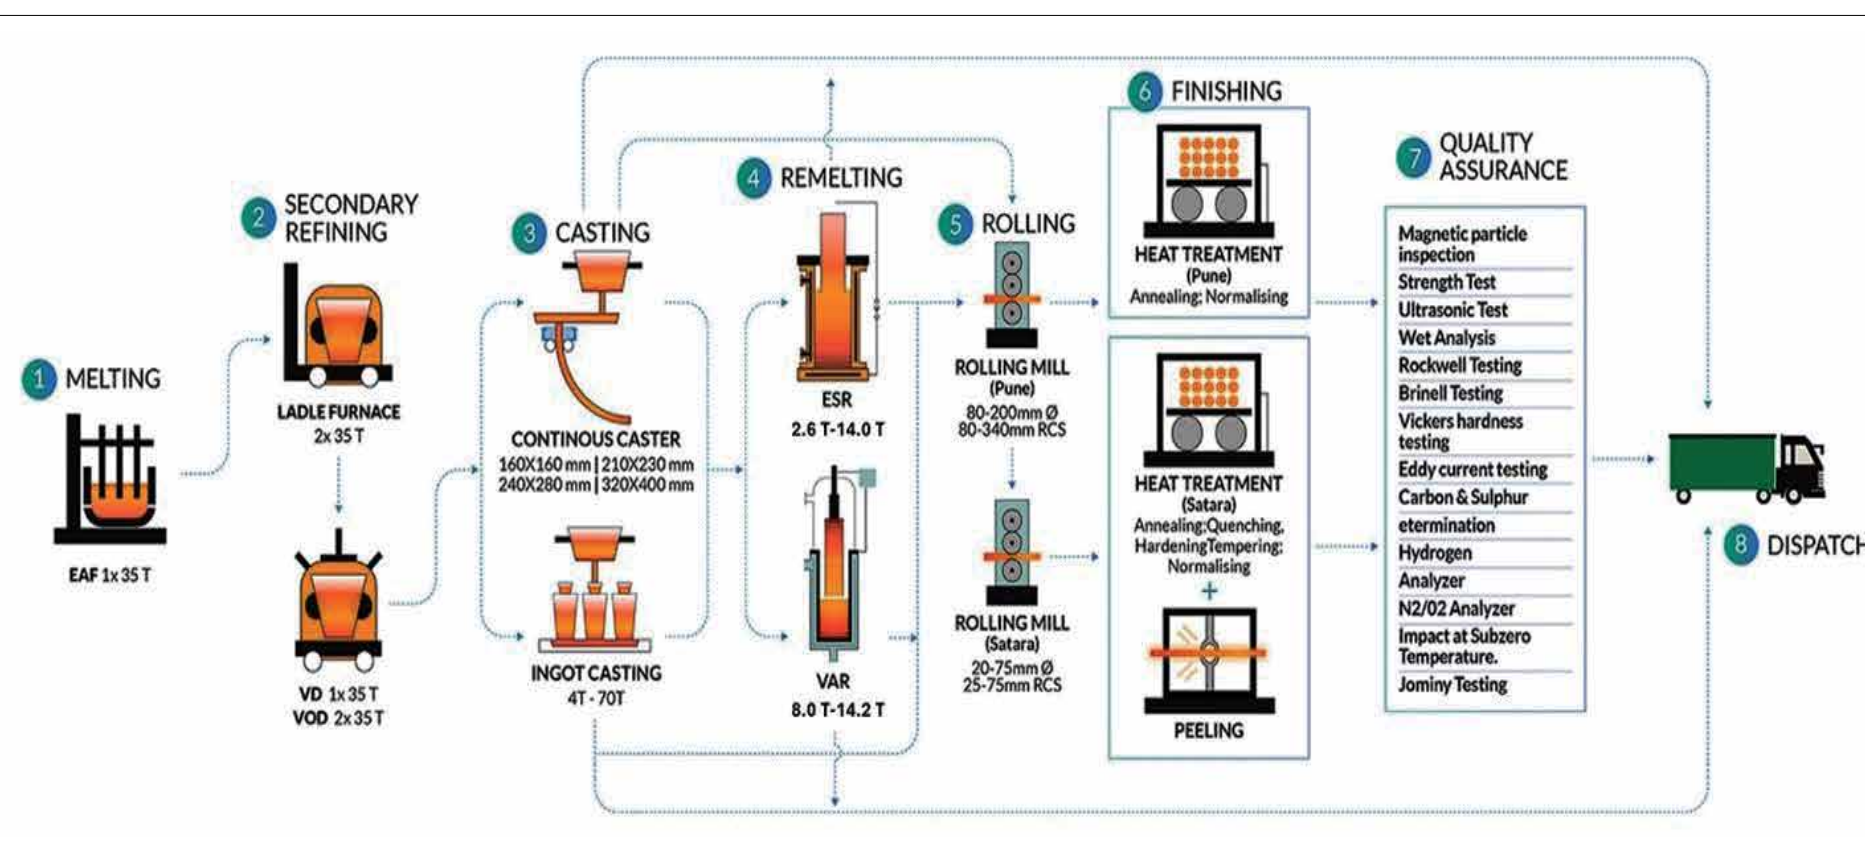 1 MELTING
EAF 1x 35 T
2 SECONDARY
REFINING
LADLE FURNACE
2x 35 T
VD 1x 35 T
VOD 2x 35 T
3 CASTING
CONTINOUS CASTER
160X160 mm | 210X230 mm
240X280 mm | 320X400 mm
INGOT CASTING
4T - 70T
4 REMELTING
ESR
2.6 T-14.0 T
VAR
8.0 T-14.2 T
5 ROLLING
ROLLING MILL
(Pune)
80-200mm Ø
80-340mm RCS
ROLLING MILL
(Satara)
20-75mm Ø
25-75mm RCS
6 FINISHING
HEAT TREATMENT
(Pune)
Annealing; Normalising
HEAT TREATMENT
(Satara)
Annealing;Quenching,
HardeningTempering;
Normalising
+
PEELING
7 QUALITY
ASSURANCE
Magnetic particle
inspection
Strength Test
Ultrasonic Test
Wet Analysis
Rockwell Testing
Brinell Testing
Vickers hardness
testing
Eddy current testing
Carbon & Sulphur
etermination
Hydrogen
Analyzer
N2/02 Analyzer
Impact at Subzero
Temperature.
Jominy Testing
8 DISPATCH